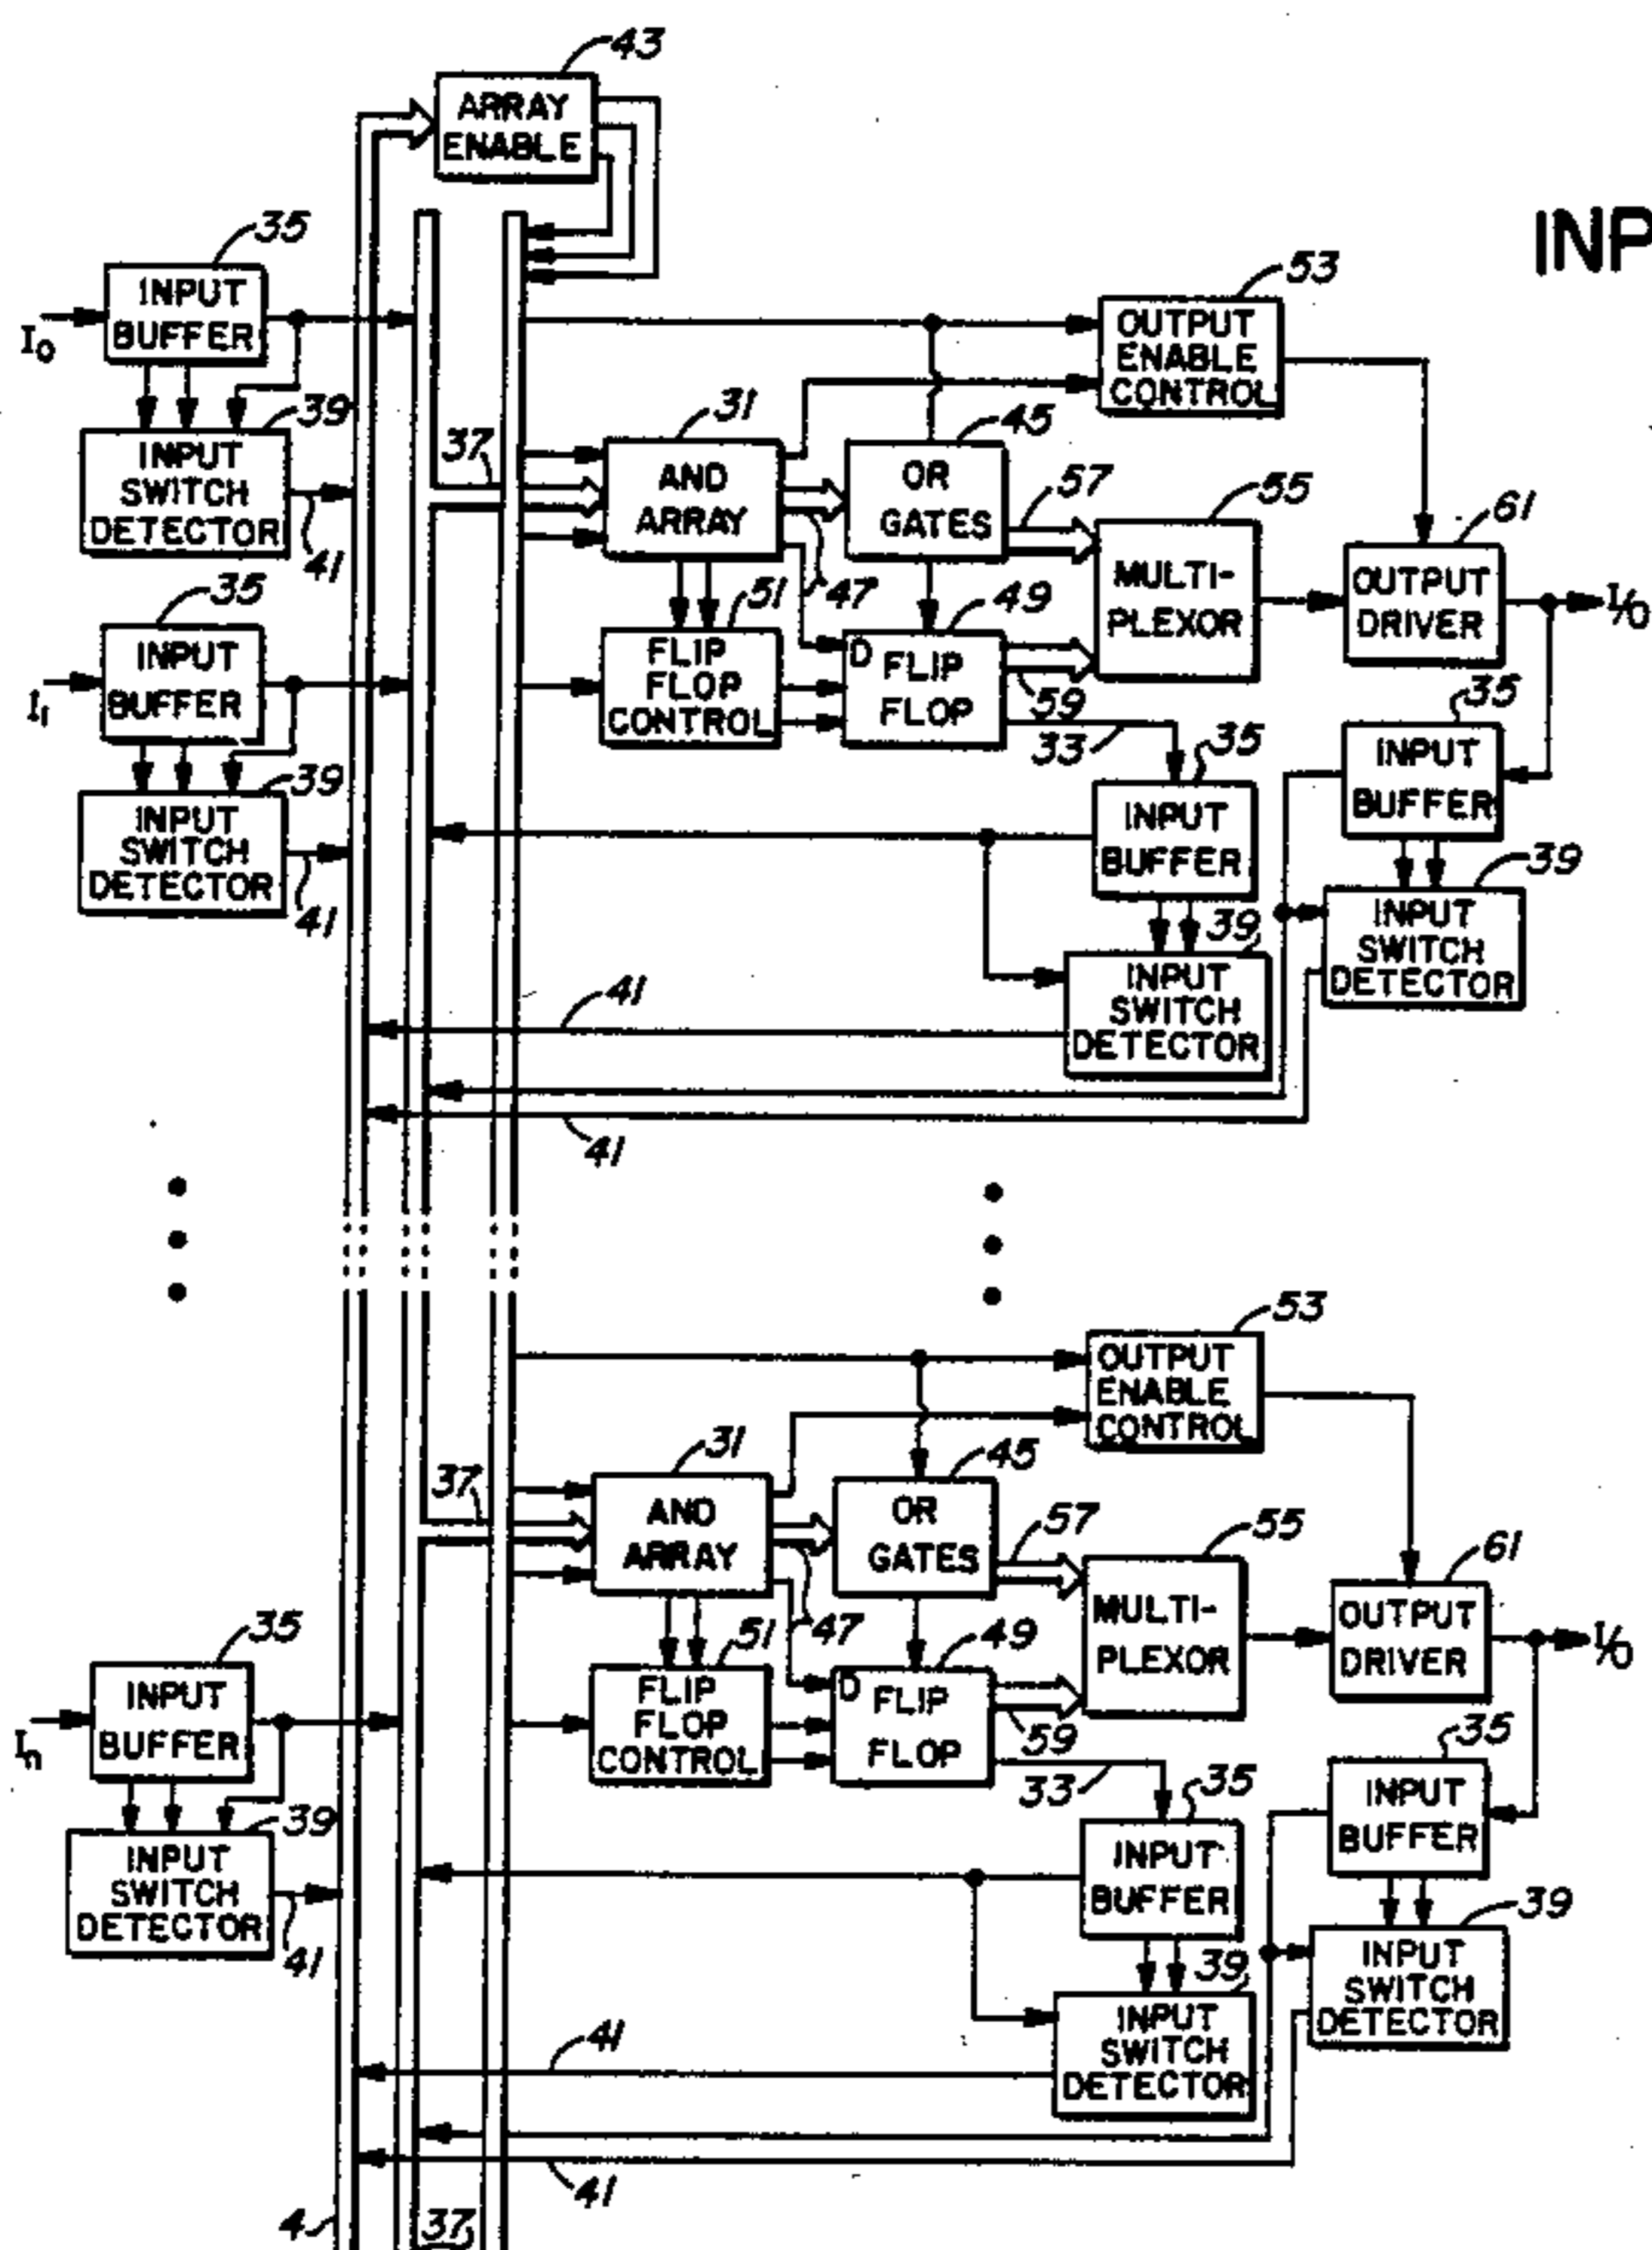 43
ARRAY
ENABLE
35
INPUT
BUFFER
I0
39
INPUT
SWITCH
DETECTOR
41
35
INPUT
BUFFER
I1
39
INPUT
SWITCH
DETECTOR
41
INP
53
OUTPUT
ENABLE
CONTROL
37
31
AND
ARRAY
45
OR
GATES
57
55
MULTI-
PLEXOR
61
OUTPUT
DRIVER
I/O
47
51
FLIP
FLOP
CONTROL
49
D FLIP
FLOP
59
33
35
INPUT
BUFFER
35
INPUT
BUFFER
39
INPUT
SWITCH
DETECTOR
39
INPUT
SWITCH
DETECTOR
41
41
53
OUTPUT
ENABLE
CONTROL
37
31
AND
ARRAY
45
OR
GATES
57
55
MULTI-
PLEXOR
61
OUTPUT
DRIVER
I/O
47
51
FLIP
FLOP
CONTROL
49
D FLIP
FLOP
59
33
35
INPUT
BUFFER
In
39
INPUT
SWITCH
DETECTOR
41
35
INPUT
BUFFER
35
INPUT
BUFFER
39
INPUT
SWITCH
DETECTOR
39
INPUT
SWITCH
DETECTOR
41
41
4
37